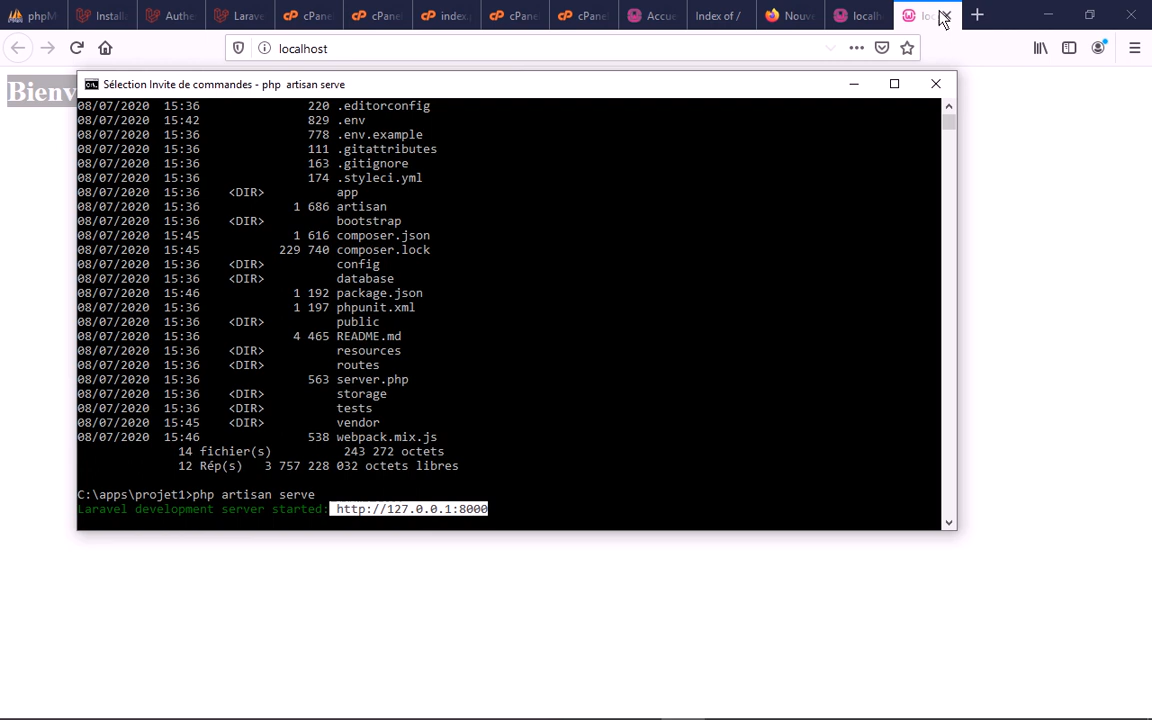 phpM
Installa
Authe
Larave
cPane
cPane
index.p
cPane
cPane
Accue
Index of /
Nouv
localh
loc
localhost
Bienv
Sélection Invite de commandes - php  artisan serve
08/07/2020  15:36               220 .editorconfig
08/07/2020  15:42               829 .env
08/07/2020  15:36               778 .env.example
08/07/2020  15:36               111 .gitattributes
08/07/2020  15:36               163 .gitignore
08/07/2020  15:36               174 .styleci.yml
08/07/2020  15:36    <DIR>          app
08/07/2020  15:36             1 686 artisan
08/07/2020  15:36    <DIR>          bootstrap
08/07/2020  15:45             1 616 composer.json
08/07/2020  15:45           229 740 composer.lock
08/07/2020  15:36    <DIR>          config
08/07/2020  15:36    <DIR>          database
08/07/2020  15:46             1 192 package.json
08/07/2020  15:36             1 197 phpunit.xml
08/07/2020  15:36    <DIR>          public
08/07/2020  15:36             4 465 README.md
08/07/2020  15:36    <DIR>          resources
08/07/2020  15:36    <DIR>          routes
08/07/2020  15:36               563 server.php
08/07/2020  15:36    <DIR>          storage
08/07/2020  15:36    <DIR>          tests
08/07/2020  15:45    <DIR>          vendor
08/07/2020  15:46               538 webpack.mix.js
14 fichier(s)          243 272 octets
12 Rép(s)   3 757 228 032 octets libres
C:\apps\projet1>php artisan serve
Laravel development server started: http://127.0.0.1:8000